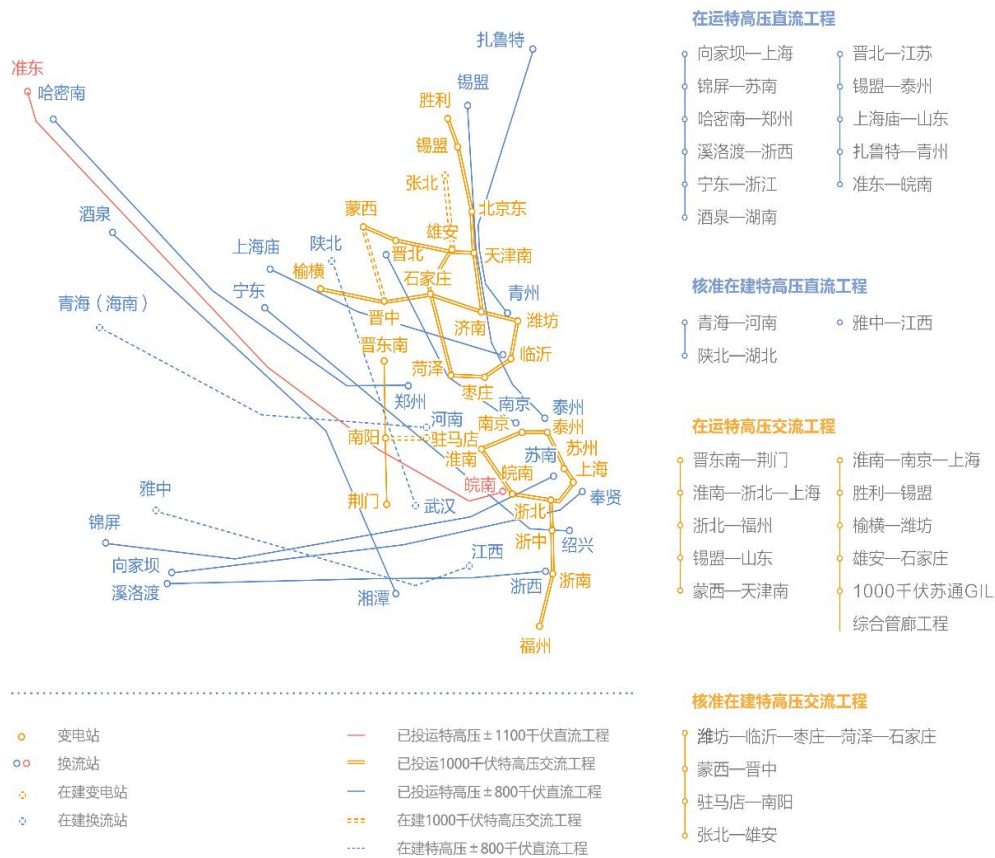 扎鲁特
准东
锡盟
哈密南
胜利
锡盟
张北
酒泉
蒙西
北京东
雄安
上海庙
陕北
晋北
天津南
榆横
石家庄
宁东
青海（海南）
青州
晋中
济南
潍坊
晋东南
临沂
菏泽
枣庄
郑州
南京
泰州
河南
南京
泰州
南阳
驻马店
淮南
苏南
苏州
皖南
上海
雅中
皖南
荆门
武汉
浙北
奉贤
锦屏
浙中
绍兴
江西
向家坝
溪洛渡
湘潭
浙西
浙南
福州
变电站
换流站
在建变电站
在建换流站
已投运特高压±1100千伏直流工程
已投运1000千伏特高压交流工程
已投运特高压±800千伏直流工程
在建1000千伏特高压交流工程
在建特高压±800千伏直流工程
在运特高压直流工程
向家坝—上海
锦屏—苏南
哈密南—郑州
溪洛渡—浙西
宁东—浙江
酒泉—湖南
晋北—江苏
锡盟—泰州
上海庙—山东
扎鲁特—青州
准东—皖南
核准在建特高压直流工程
青海—河南
陕北—湖北
雅中—江西
在运特高压交流工程
晋东南—荆门
淮南—浙北—上海
浙北—福州
锡盟—山东
蒙西—天津南
淮南—南京—上海
胜利—锡盟
榆横—潍坊
雄安—石家庄
1000千伏苏通GIL
综合管廊工程
核准在建特高压交流工程
潍坊—临沂—枣庄—菏泽—石家庄
蒙西—晋中
驻马店—南阳
张北—雄安